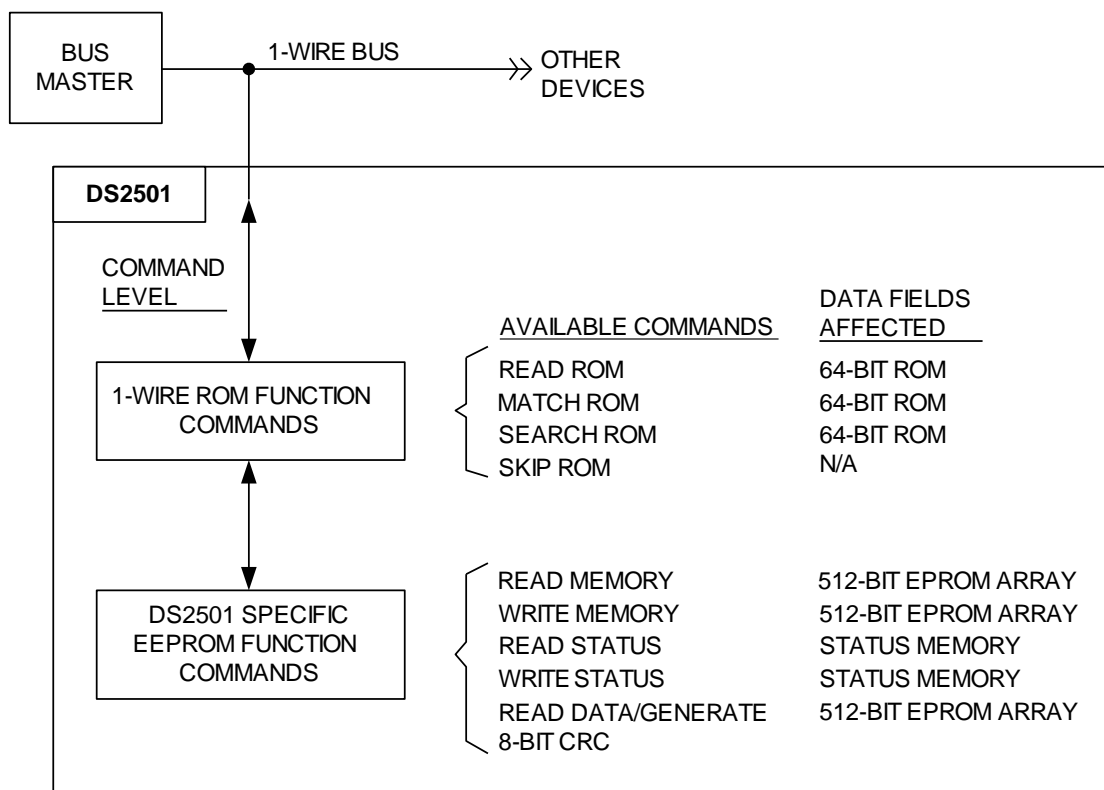 BUS
MASTER
1-WIRE BUS
OTHER
DEVICES
DS2501
COMMAND
LEVEL
AVAILABLE COMMANDS
DATA FIELDS
AFFECTED
1-WIRE ROM FUNCTION
COMMANDS
READ ROM 64-BIT ROM
MATCH ROM 64-BIT ROM
SEARCH ROM 64-BIT ROM
SKIP ROM N/A
DS2501 SPECIFIC
EEPROM FUNCTION
COMMANDS
READ MEMORY 512-BIT EPROM ARRAY
WRITE MEMORY 512-BIT EPROM ARRAY
READ STATUS STATUS MEMORY
WRITE STATUS STATUS MEMORY
READ DATA/GENERATE 512-BIT EPROM ARRAY
8-BIT CRC